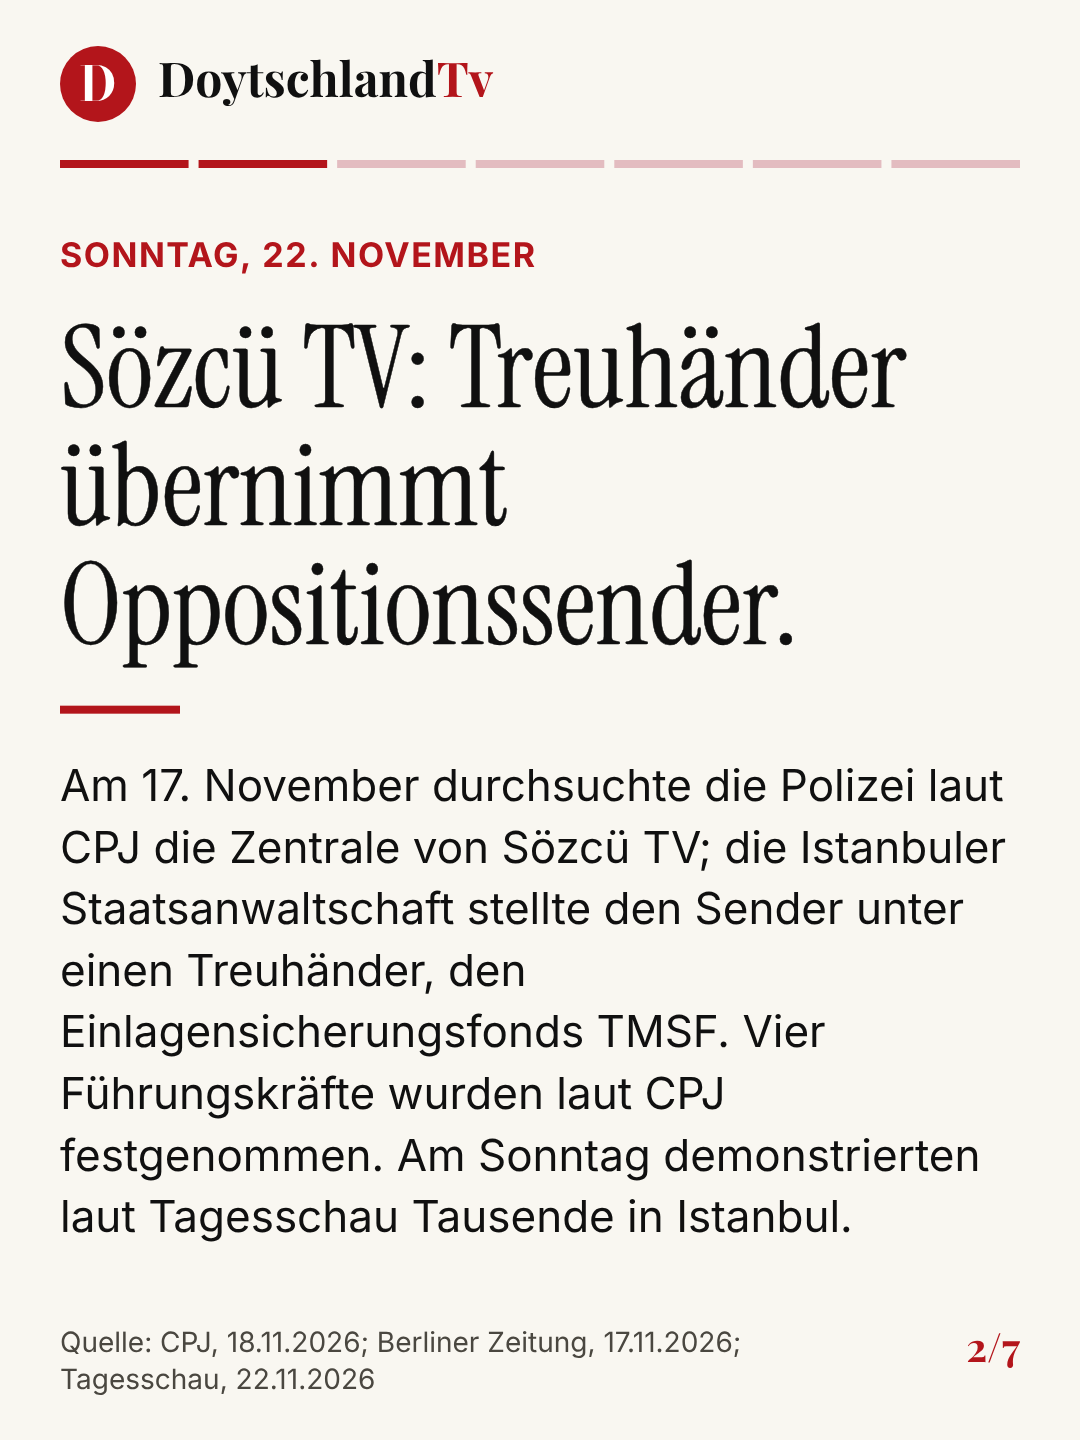 D DoytschlandTv
SONNTAG, 22. NOVEMBER
Sözcü TV: Treuhänder
übernimmt
Oppositionssender.
Am 17. November durchsuchte die Polizei laut
CPJ die Zentrale von Sözcü TV; die Istanbuler
Staatsanwaltschaft stellte den Sender unter
einen Treuhänder, den
Einlagensicherungsfonds TMSF. Vier
Führungskräfte wurden laut CPJ
festgenommen. Am Sonntag demonstrierten
laut Tagesschau Tausende in Istanbul.
Quelle: CPJ, 18.11.2026; Berliner Zeitung, 17.11.2026;
Tagesschau, 22.11.2026
2/7